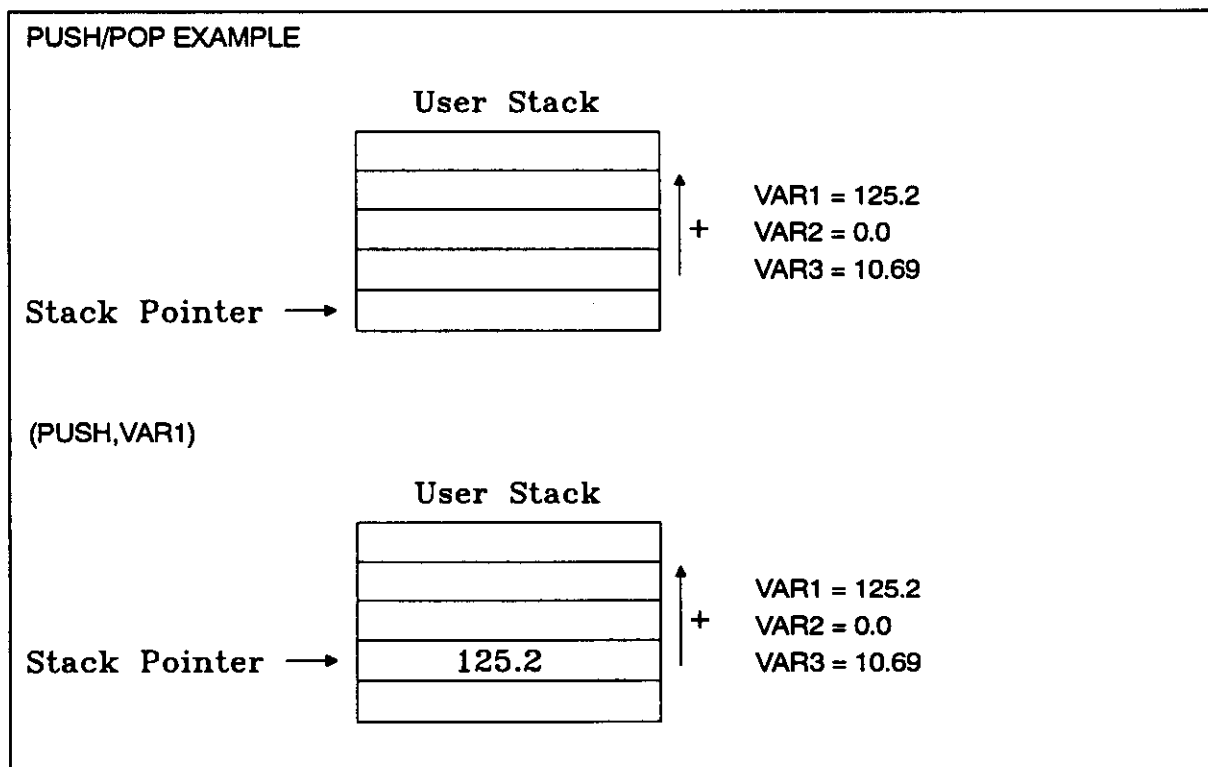 PUSH/POP EXAMPLE
User Stack
VAR1 = 125.2
+ VAR2 = 0.0
VAR3 = 10.69
Stack Pointer
(PUSH,VAR1)
User Stack
VAR1 = 125.2
+ VAR2 = 0.0
Stack Pointer 125.2 VAR3 = 10.69